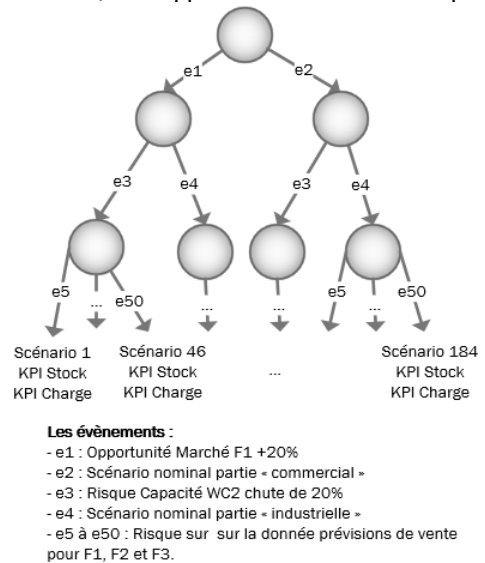 e1
e2
e3
e4
e3
e4
e5
...
e50
...
...
e5
...
e50
Scénario 1
KPI Stock
KPI Charge
Scénario 46
KPI Stock
KPI Charge
...
Scénario 184
KPI Stock
KPI Charge
Les évènements :
- e1 : Opportunité Marché F1 +20%
- e2 : Scénario nominal partie « commercial »
- e3 : Risque Capacité WC2 chute de 20%
- e4 : Scénario nominal partie « industrielle »
- e5 à e50 : Risque sur sur la donnée prévisions de vente
pour F1, F2 et F3.